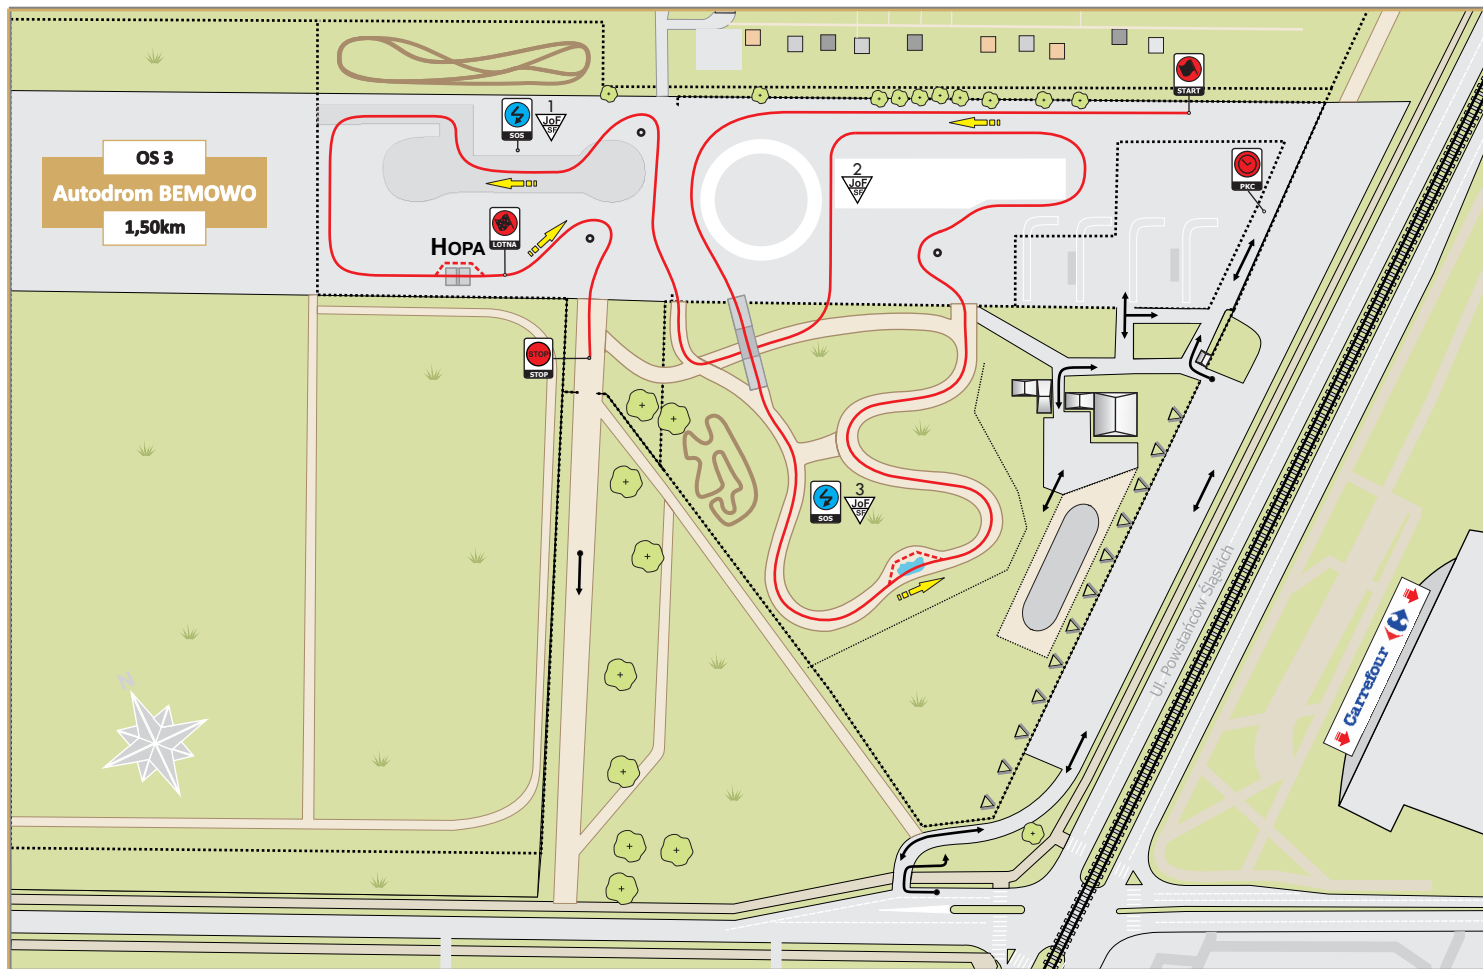 START
1
SOS
JoF
SF
OS 3
Autodrom BEMOWO
1,50km
2
JoF
SF
PKC
LOTNA
HOPA
STOP
STOP
3
SOS
JoF
SF
Ul. Powstańców Śląskich
Carrefour
N